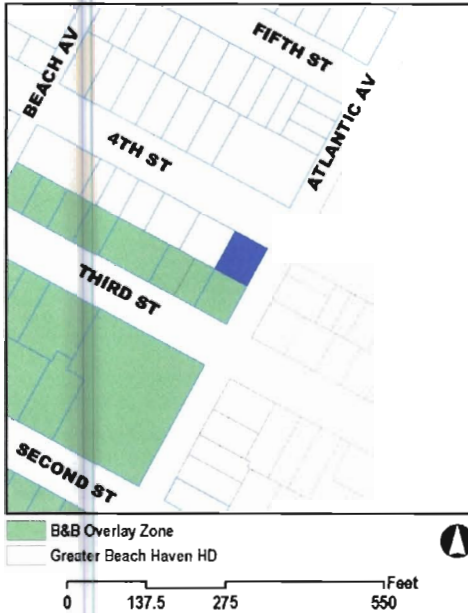 FIFTH ST
BEACH AV
ATLANTIC AV
4TH ST
THIRD ST
SECOND ST
B&B Overlay Zone
Greater Beach Haven HD
Feet
0 137.5 275 550